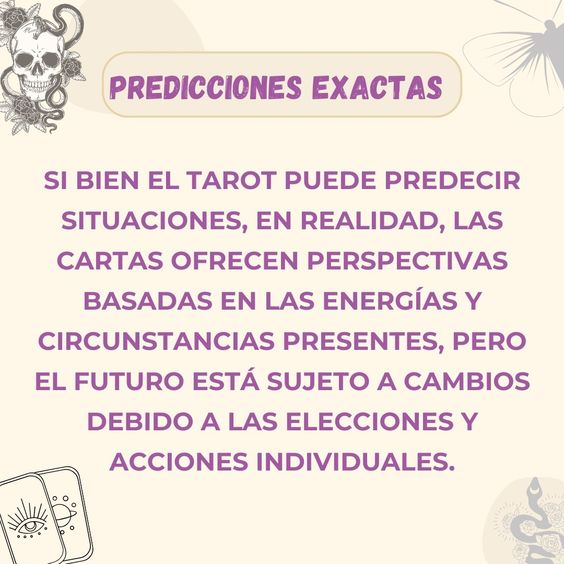 PREDICCIONES EXACTAS
SI BIEN EL TAROT PUEDE PREDECIR
SITUACIONES, EN REALIDAD, LAS
CARTAS OFRECEN PERSPECTIVAS
BASADAS EN LAS ENERGÍAS Y
CIRCUNSTANCIAS PRESENTES, PERO
EL FUTURO ESTÁ SUJETO A CAMBIOS
DEBIDO A LAS ELECCIONES Y
ACCIONES INDIVIDUALES.